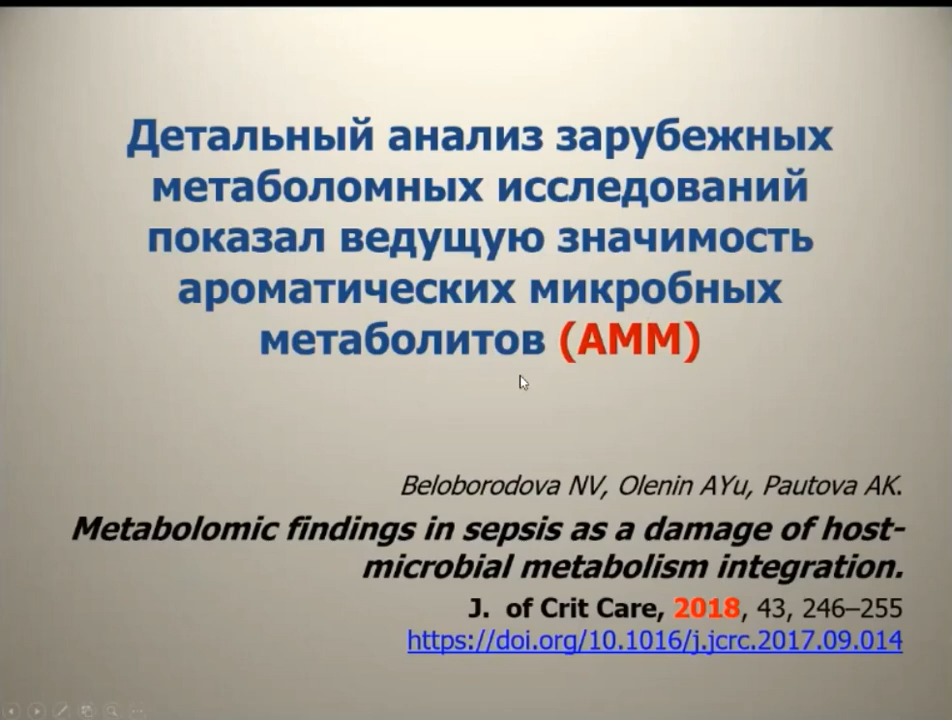 Детальный анализ зарубежных
метаболомных исследований
показал ведущую значимость
ароматических микробных
метаболитов (АММ)
Beloborodova NV, Olenin AYu, Pautova AK.
Metabolomic findings in sepsis as a damage of host-
microbial metabolism integration.
J. of Crit Care, 2018, 43, 246–255
https://doi.org/10.1016/j.jcrc.2017.09.014